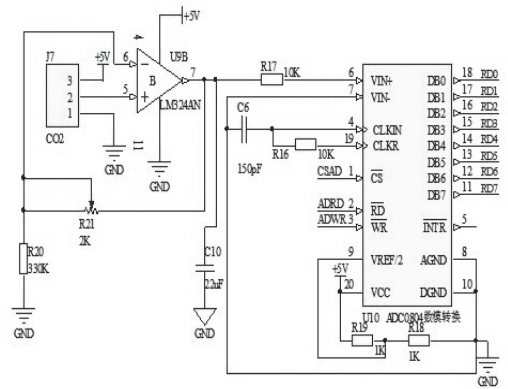 +5V
4
J7
+5V
6
U9B
7
B
3
2
1
5
LM324AN
CO2
11
GND
GND
R17
10K
C6
150pF
R16
10K
CSAD
ADRD
ADWR
6
7
4
19
1
2
3
9
20
VIN+
VIN-
CLKIN
CLKR
CS
RD
WR
VREF/2
VCC
DB0
DB1
DB2
DB3
DB4
DB5
DB6
DB7
INTR
AGND
DGND
18
17
16
15
14
13
12
11
5
8
10
RD0
RD1
RD2
RD3
RD4
RD5
RD6
RD7
R21
2K
R20
330K
GND
C10
22uF
GND
+5V
U10
ADC0804数模转换
R19
1K
R18
1K
GND